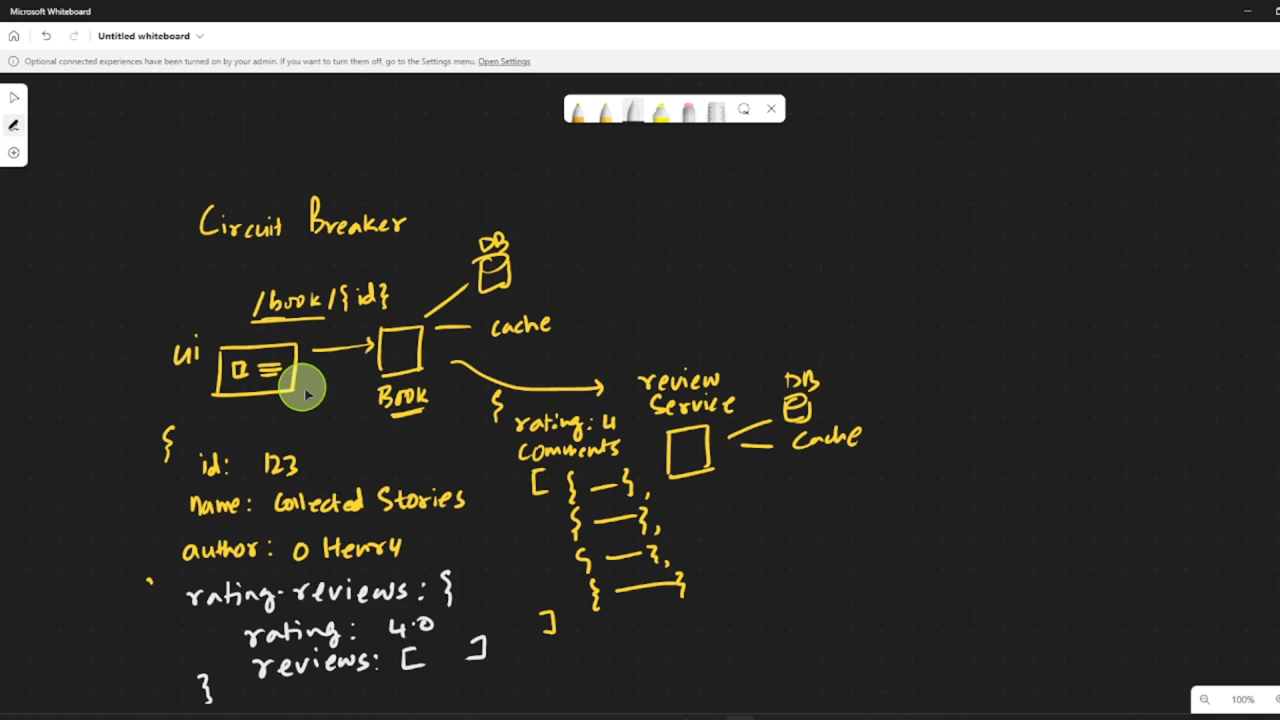 Microsoft Whiteboard
Untitled whiteboard
Optional connected experiences have been turned on by your admin. If you want to turn them off, go to the Settings menu. Open Settings
Circuit Breaker
DB
/book/{id}
cache
ui
Book
review
Service
DB
cache
{
rating: 4
comments
[ { — },
{ — },
{ — },
{ — }
]
{
id: 123
name: Collected Stories
author: O Henry
rating-reviews: {
rating: 4.0
reviews: [ ]
}
100%